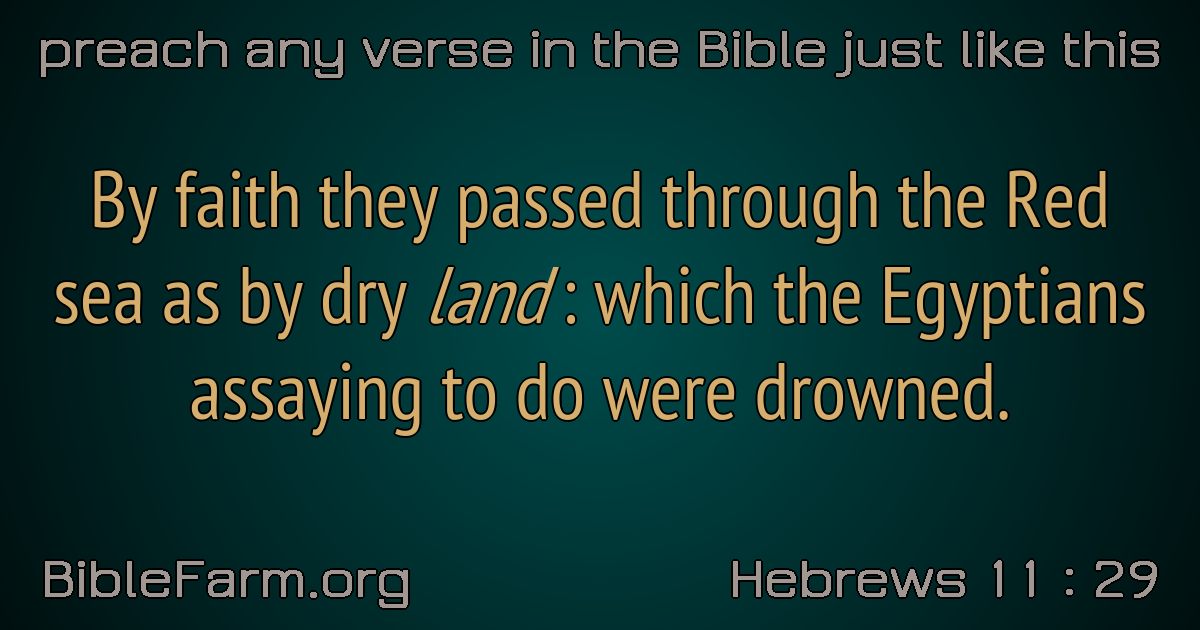 preach any verse in the Bible just like this
By faith they passed through the Red
sea as by dry land : which the Egyptians
assaying to do were drowned.
BibleFarm.org
Hebrews 11 : 29